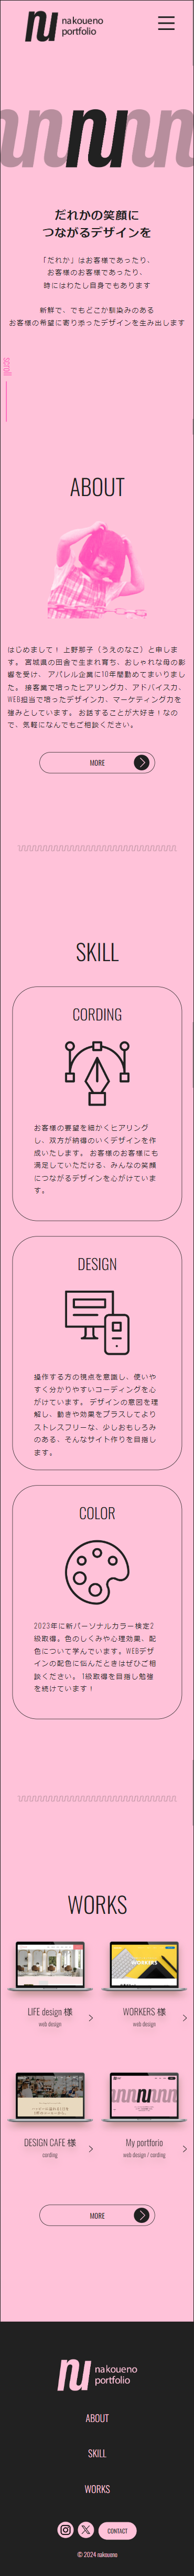 nu nakoueno
portfolio
nnnn
だれかの笑顔に
つながるデザインを
「だれか」はお客様であったり、
お客様のお客様であったり、
時にはわたし自身でもあります
新鮮で、でもどこか馴染みのある
お客様の希望に寄り添ったデザインを生み出します
scroll
ABOUT
はじめまして！ 上野那子（うえのなこ）と申しま
す。 宮城県の田舎で生まれ育ち、おしゃれな母の影
響を受け、 アパレル企業に10年間勤めてまいりまし
た。 接客業で培ったヒアリング力、アドバイス力、
WEB担当で培ったデザイン力、マーケティング力を
強みとしています。 お話することが大好き！なの
で、気軽になんでもご相談ください。
MORE
SKILL
CORDING
お客様の要望を細かくヒアリング
し、双方が納得のいくデザインを作
成いたします。 お客様のお客様にも
満足していただける、みんなの笑顔
につながるデザインを心がけていま
す。
DESIGN
操作する方の視点を意識し、使いや
すく分かりやすいコーディングを心
がけています。 デザインの意図を理
解し、動きや効果をプラスしてより
ストレスフリーな、少しおもしろみ
のある、そんなサイト作りを目指し
ます。
COLOR
2023年に新パーソナルカラー検定2
級取得。色のしくみや心理効果、配
色について学んでいます。WEBデザ
インの配色に悩んだときはぜひご相
談ください。 1級取得を目指し勉強
を続けています！
WORKS
LIFE design 様
web design
WORKERS 様
web design
DESIGN CAFE 様
cording
My portforio
web design / cording
MORE
nu nakoueno
portfolio
ABOUT
SKILL
WORKS
CONTACT
© 2024 nakoueno